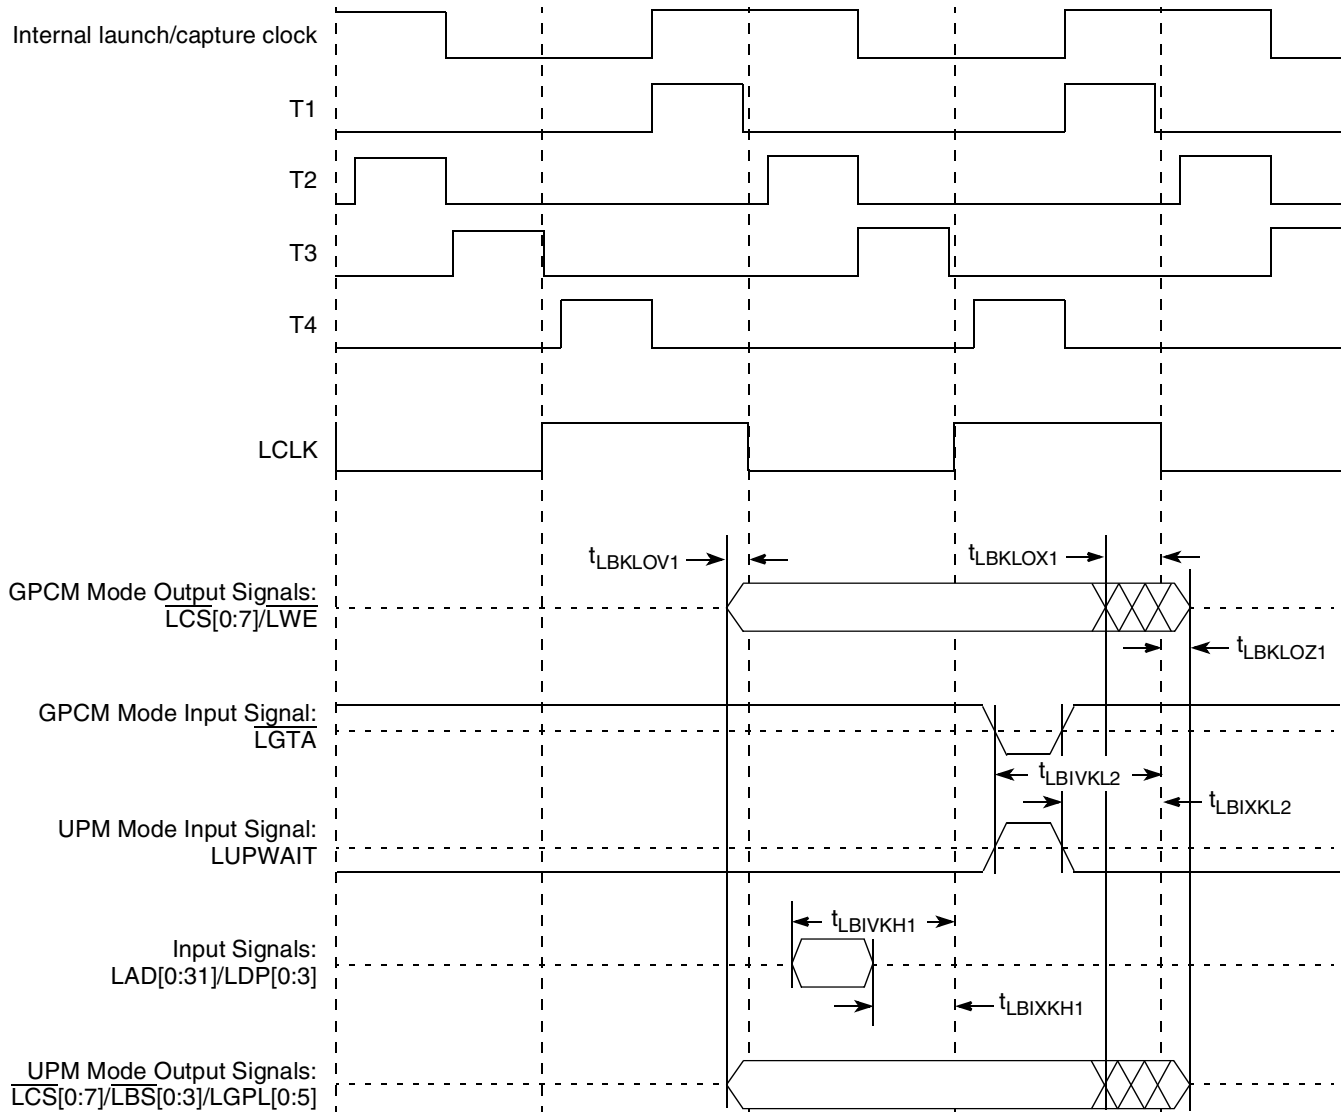 Internal launch/capture clock
T1
T2
T3
T4
LCLK
tLBKLOV1
tLBKLOX1
GPCM Mode Output Signals:
LCS[0:7]/LWE
tLBKLOZ1
GPCM Mode Input Signal:
LGTA
tLBIVKL2
tLBIXKL2
UPM Mode Input Signal:
LUPWAIT
tLBIVKH1
Input Signals:
LAD[0:31]/LDP[0:3]
tLBIXKH1
UPM Mode Output Signals:
LCS[0:7]/LBS[0:3]/LGPL[0:5]